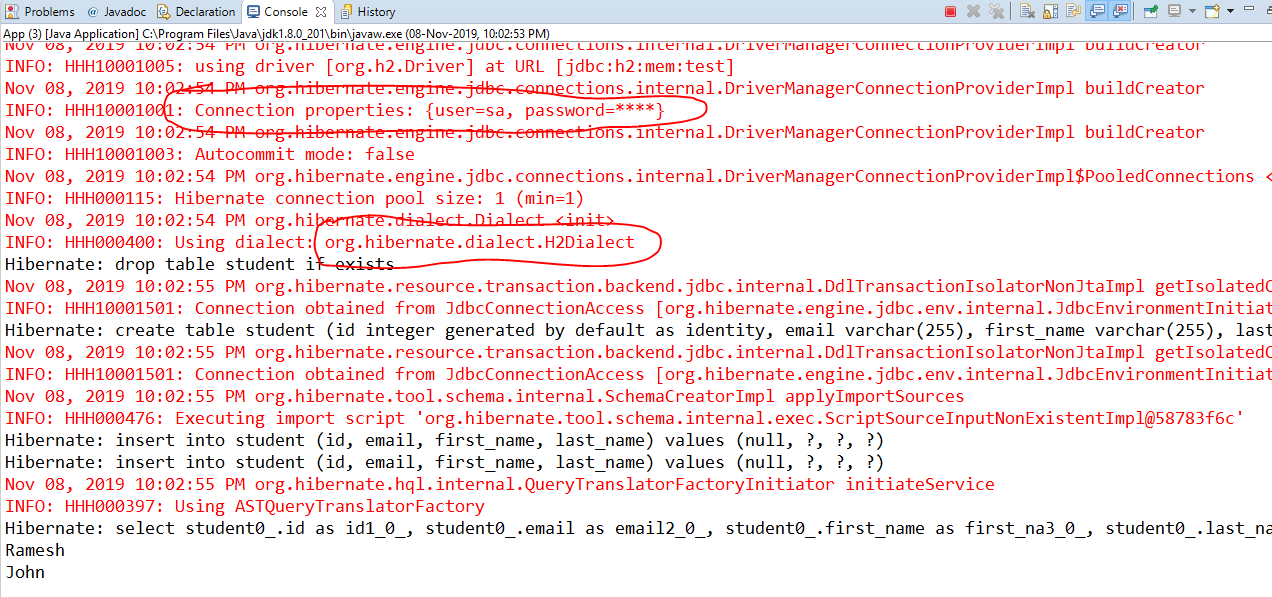 Problems @ Javadoc Declaration Console History
App (3) [Java Application] C:\Program Files\Java\jdk1.8.0_201\bin\javaw.exe (08-Nov-2019, 10:02:53 PM)
Nov 08, 2019 10:02:54 PM org.hibernate.engine.jdbc.connections.internal.DriverManagerConnectionProviderImpl buildCreator
INFO: HHH10001005: using driver [org.h2.Driver] at URL [jdbc:h2:mem:test]
Nov 08, 2019 10:02:54 PM org.hibernate.engine.jdbc.connections.internal.DriverManagerConnectionProviderImpl buildCreator
INFO: HHH10001001: Connection properties: {user=sa, password=****}
Nov 08, 2019 10:02:54 PM org.hibernate.engine.jdbc.connections.internal.DriverManagerConnectionProviderImpl buildCreator
INFO: HHH10001003: Autocommit mode: false
Nov 08, 2019 10:02:54 PM org.hibernate.engine.jdbc.connections.internal.DriverManagerConnectionProviderImpl$PooledConnections <
INFO: HHH000115: Hibernate connection pool size: 1 (min=1)
Nov 08, 2019 10:02:54 PM org.hibernate.dialect.Dialect <init>
INFO: HHH000400: Using dialect: org.hibernate.dialect.H2Dialect
Hibernate: drop table student if exists
Nov 08, 2019 10:02:55 PM org.hibernate.resource.transaction.backend.jdbc.internal.DdlTransactionIsolatorNonJtaImpl getIsolatedC
INFO: HHH10001501: Connection obtained from JdbcConnectionAccess [org.hibernate.engine.jdbc.env.internal.JdbcEnvironmentInitiat
Hibernate: create table student (id integer generated by default as identity, email varchar(255), first_name varchar(255), last
Nov 08, 2019 10:02:55 PM org.hibernate.resource.transaction.backend.jdbc.internal.DdlTransactionIsolatorNonJtaImpl getIsolatedC
INFO: HHH10001501: Connection obtained from JdbcConnectionAccess [org.hibernate.engine.jdbc.env.internal.JdbcEnvironmentInitiat
Nov 08, 2019 10:02:55 PM org.hibernate.tool.schema.internal.SchemaCreatorImpl applyImportSources
INFO: HHH000476: Executing import script 'org.hibernate.tool.schema.internal.exec.ScriptSourceInputNonExistentImpl@58783f6c'
Hibernate: insert into student (id, email, first_name, last_name) values (null, ?, ?, ?)
Hibernate: insert into student (id, email, first_name, last_name) values (null, ?, ?, ?)
Nov 08, 2019 10:02:55 PM org.hibernate.hql.internal.QueryTranslatorFactoryInitiator initiateService
INFO: HHH000397: Using ASTQueryTranslatorFactory
Hibernate: select student0_.id as id1_0_, student0_.email as email2_0_, student0_.first_name as first_na3_0_, student0_.last_na
Ramesh
John